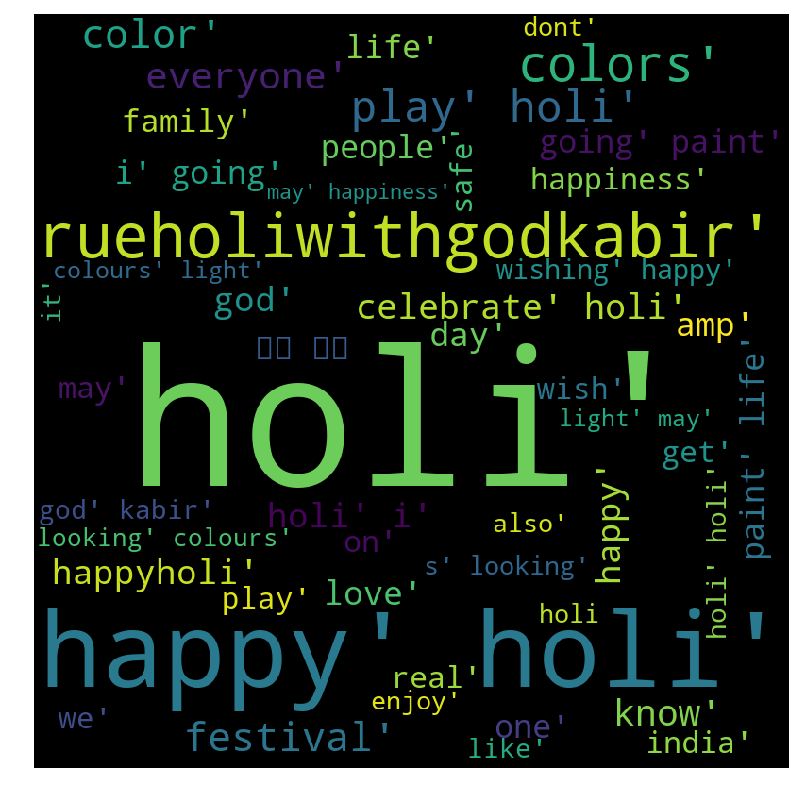 color'
life'
dont'
everyone'
colors'
play' holi'
family'
people'
safe'
going' paint'
i' going'
may' happiness'
happiness'
rueholiwithgodkabir'
colours' light'
wishing' happy'
it'
god'
celebrate' holi'
amp'
day'
holi'
may'
wish'
paint' life'
light' may'
get'
god' kabir'
holi' i'
also'
happy'
holi' holi'
looking' colours'
on'
happyholi'
s' looking'
play'
love'
holi
happy' holi'
real'
enjoy'
we'
festival'
one'
know'
like'
india'